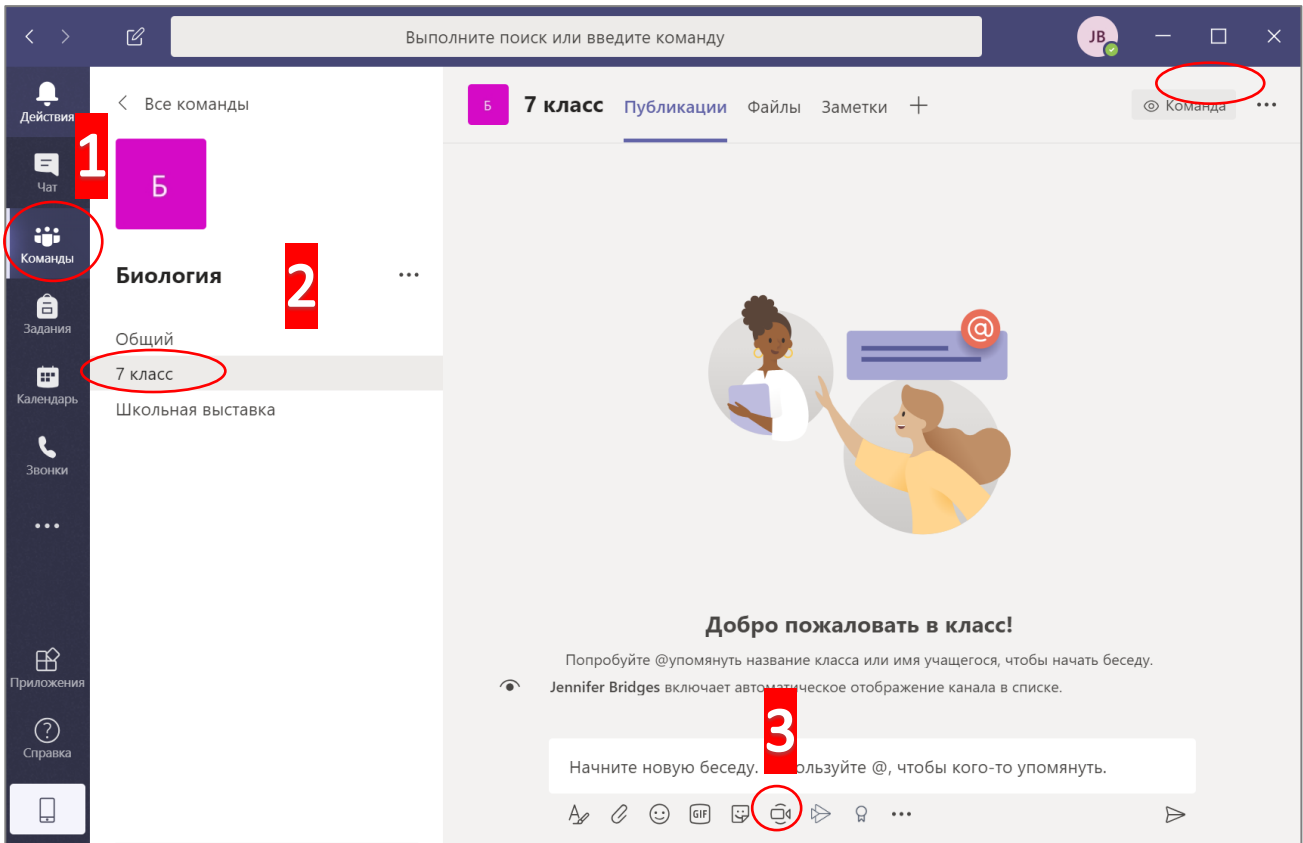 Выполните поиск или введите команду
JB
Действия
Чат
Команды
Задания
Календарь
Звонки
Приложения
Справка
1
Все команды
Б
Биология
2
Общий
7 класс
Школьная выставка
Б
7 класс Публикации Файлы Заметки
Команда
@
Добро пожаловать в класс!
Попробуйте @упомянуть название класса или имя учащегося, чтобы начать беседу.
Jennifer Bridges включает автоматическое отображение канала в списке.
3
Начните новую беседу. ользуйте @, чтобы кого-то упомянуть.
GIF